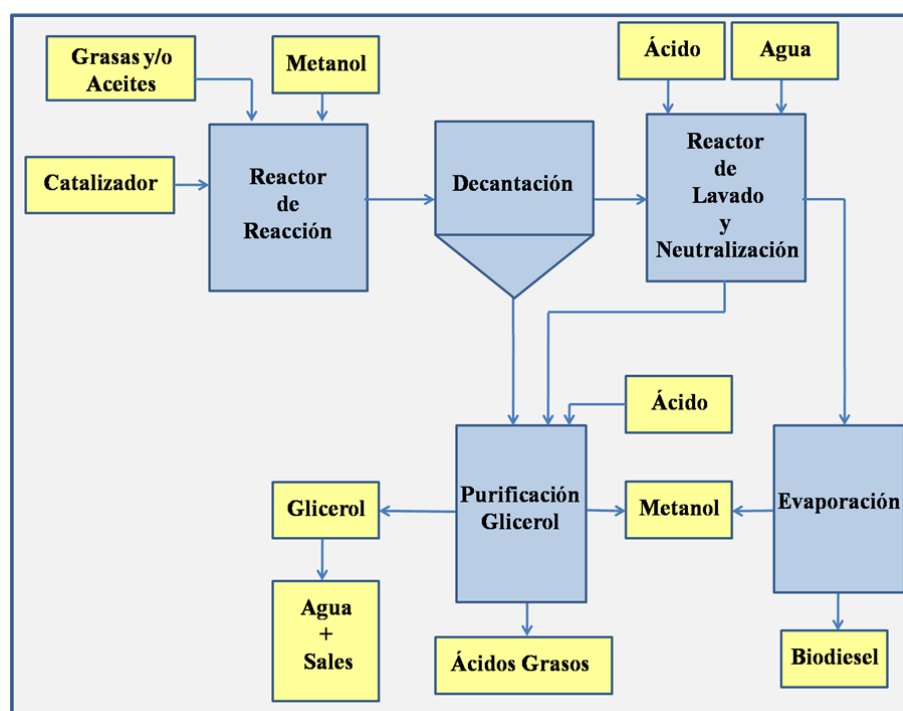 Grasas y/o
Aceites
Metanol
Ácido
Agua
Catalizador
Reactor
de
Reacción
Decantación
Reactor
de
Lavado
y
Neutralización
Ácido
Glicerol
Purificación
Glicerol
Metanol
Evaporación
Agua
+
Sales
Ácidos Grasos
Biodiesel